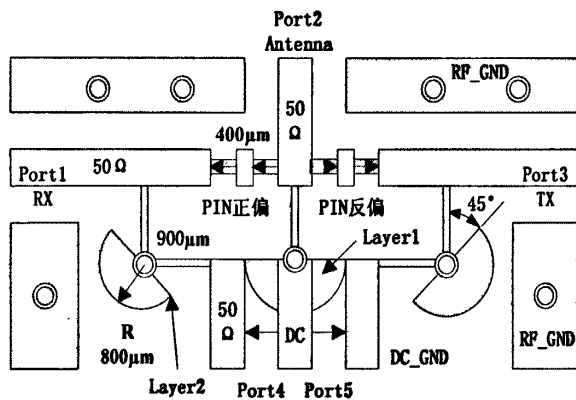 Port2
Antenna
RF_GND
50
Ω
400μm
Port1
50Ω
RX
Port3
TX
PIN正偏
PIN反偏
45°
900μm
Layer1
R
800μm
50
Ω
DC
RF_GND
DC_GND
Layer2
Port4
Port5